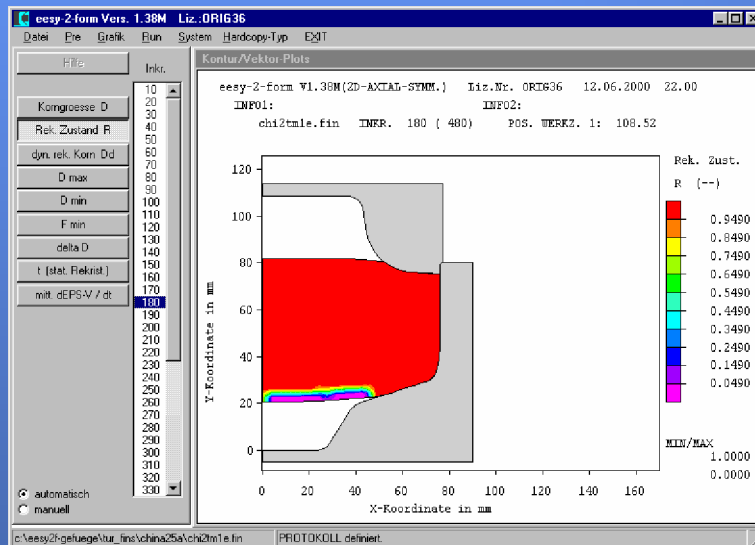 eesy-2-form Vers. 1.38M Liz.:ORIG36
Datei Pre Grafik Run System Hardcopy-Typ EXIT
Hilfe
Korngroesse D
Rek. Zustand R
dyn. rek. Korn Dd
D max
D min
F min
delta D
t (stat. Rekrist.)
mitt. dEPS-V / dt
automatisch
manuell
Inkr.
10
20
30
40
50
60
70
80
90
100
110
120
130
140
150
160
170
180
190
200
210
220
230
240
250
260
270
280
290
300
310
320
330
Kontur/Vektor-Plots
eesy-2-form V1.38M(2D-AXIAL-SYMM.) Liz.Nr. ORIG36 12.06.2000 22.00
INFO1: INFO2:
chi2tm1e.fin INKR. 180 ( 480) POS. WERKZ. 1: 108.52
120
100
80
60
40
20
0
Y-Koordinate in mm
0 20 40 60 80 100 120 140 160
X-Koordinate in mm
Rek. Zust.
R (--)
0.9490
0.8490
0.7490
0.6490
0.5490
0.4490
0.3490
0.2490
0.1490
0.0490
MIN/MAX
1.0000
0.0000
c:\eesy2f-gefuege\tur_fins\china25a\chi2tm1e.fin PROTOKOLL definiert.